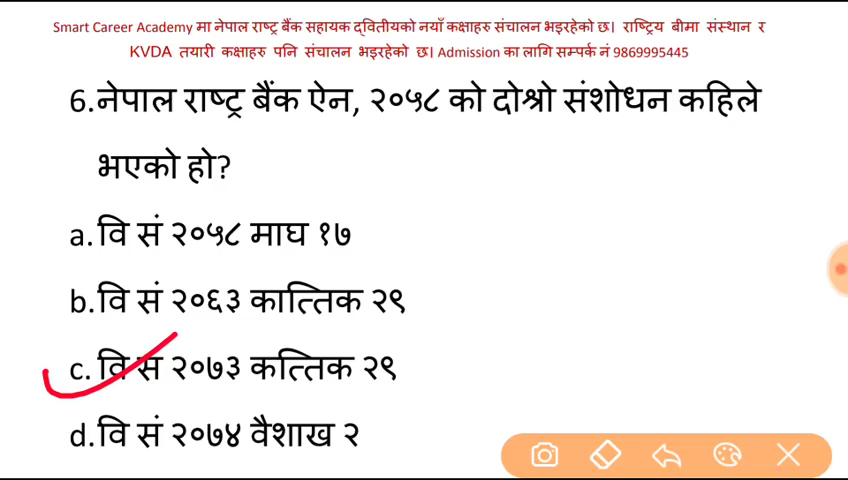 Smart Career Academy मा नेपाल राष्ट्र बैंक सहायक द्वितीयको नयाँ कक्षाहरु संचालन भइरहेको छ। राष्ट्रिय बीमा संस्थान र
KVDA तयारी कक्षाहरु पनि संचालन भइरहेको छ। Admission का लागि सम्पर्क नं 9869995445
6.नेपाल राष्ट्र बैंक ऐन, २०५८ को दोश्रो संशोधन कहिले
भएको हो?
a.वि सं २०५८ माघ १७
b.वि सं २०६३ कात्तिक २९
c.वि स २०७३ कत्तिक २९
d.वि सं २०७४ वैशाख २